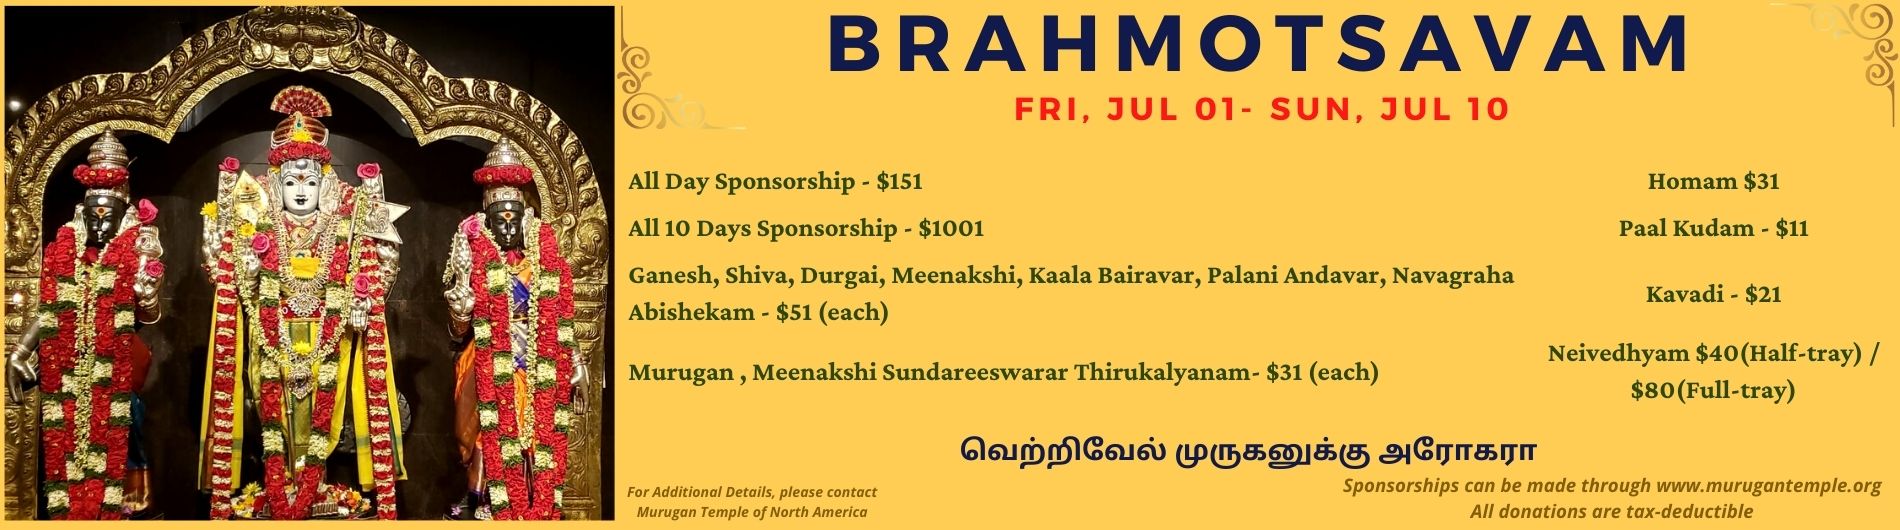 BRAHMOTSAVAM
FRI, JUL 01- SUN, JUL 10
All Day Sponsorship - $151
All 10 Days Sponsorship - $1001
Ganesh, Shiva, Durgai, Meenakshi, Kaala Bairavar, Palani Andavar, Navagraha
Abishekam - $51 (each)
Murugan , Meenakshi Sundareeswarar Thirukalyanam- $31 (each)
Homam $31
Paal Kudam - $11
Kavadi - $21
Neivedhyam $40(Half-tray) /
$80(Full-tray)
வெற்றிவேல் முருகனுக்கு அரோகரா
For Additional Details, please contact
Murugan Temple of North America
Sponsorships can be made through www.murugantemple.org
All donations are tax-deductible